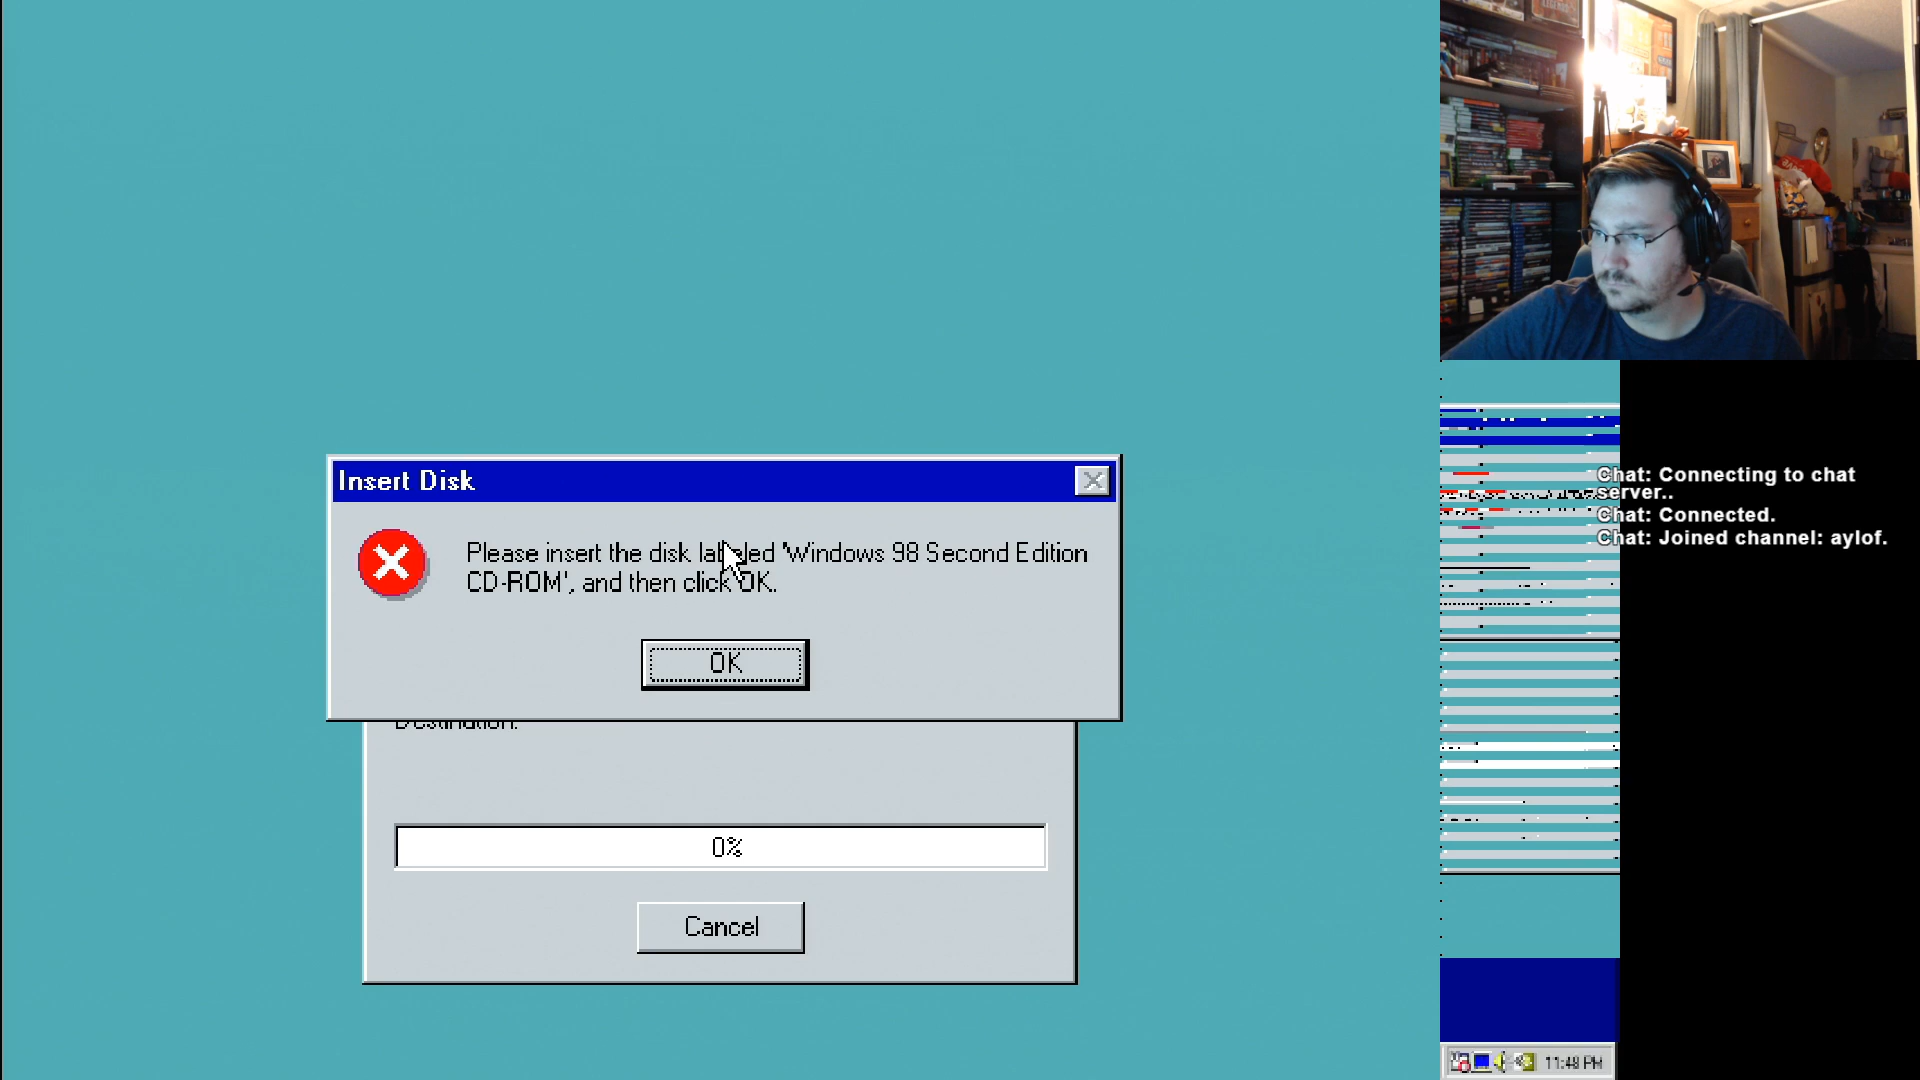 Insert Disk
Please insert the disk labeled 'Windows 98 Second Edition
CD-ROM', and then click OK.
OK
Destination:
0%
Cancel
Chat: Connecting to chat
server..
Chat: Connected.
Chat: Joined channel: aylof.
11:48 PM